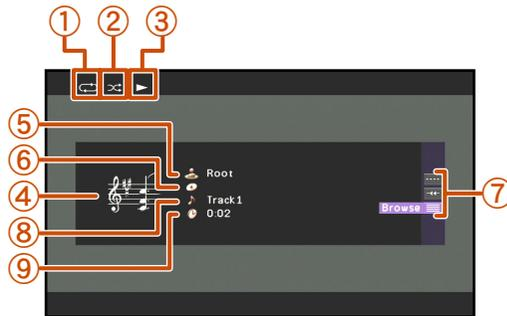 ① ② ③
⑤
⑥
④
⑧
⑨
⑦
Root
Track1
0:02
Browse